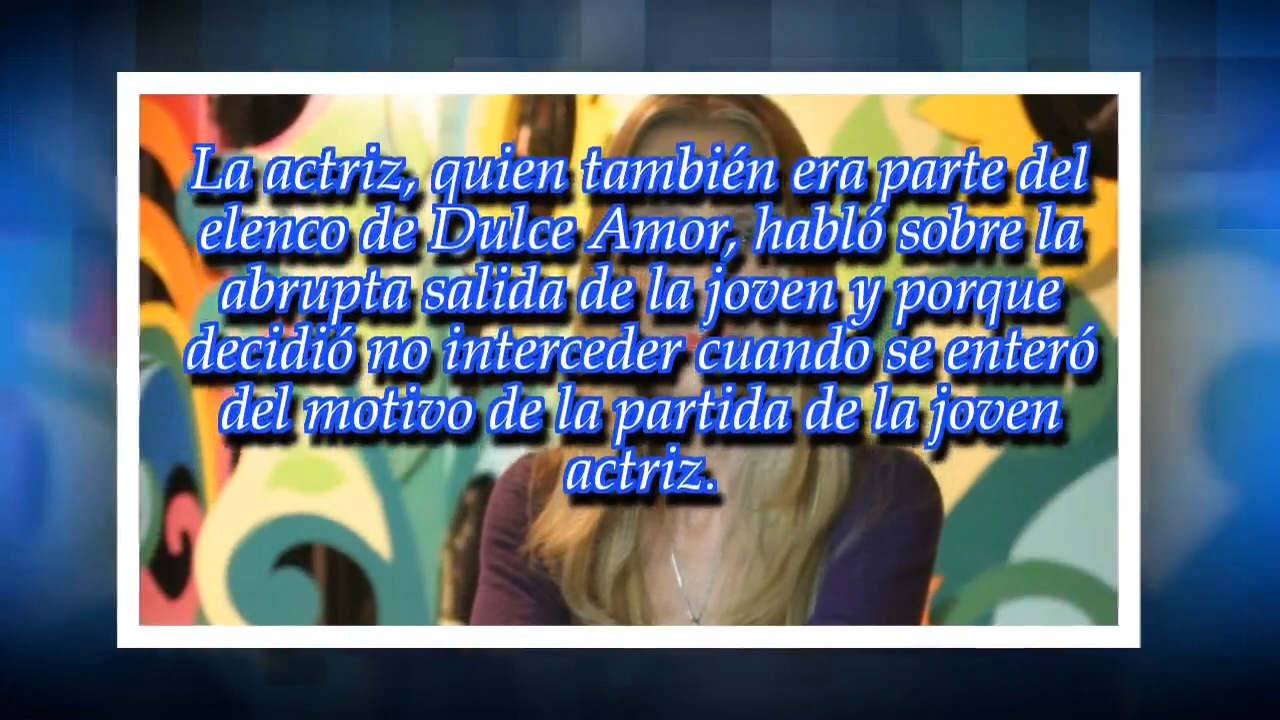 La actriz, quien también era parte del
elenco de Dulce Amor, habló sobre la
abrupta salida de la joven y porque
decidió no interceder cuando se enteró
del motivo de la partida de la joven
actriz.